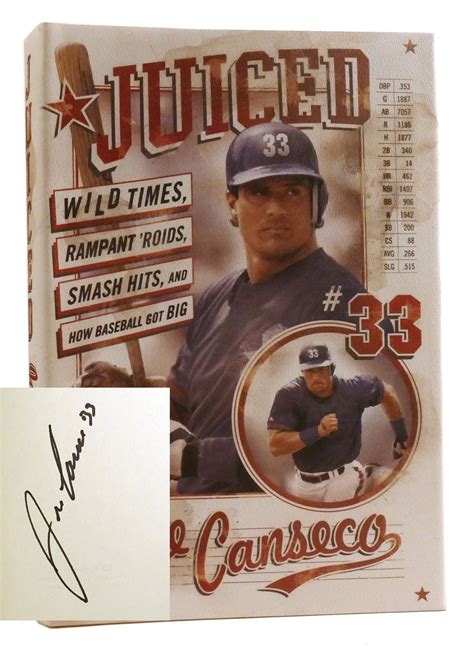 JUICED
WILD TIMES,
RAMPANT 'ROIDS,
SMASH HITS, AND
HOW BASEBALL GOT BIG
33
OBP .353
G 1887
AB 7057
R 1186
H 1877
2B 340
3B 14
HR 462
RBI 1407
BB 906
K 1942
SB 200
CS 88
AVG .266
SLG .515
#33
33
Canseco
33